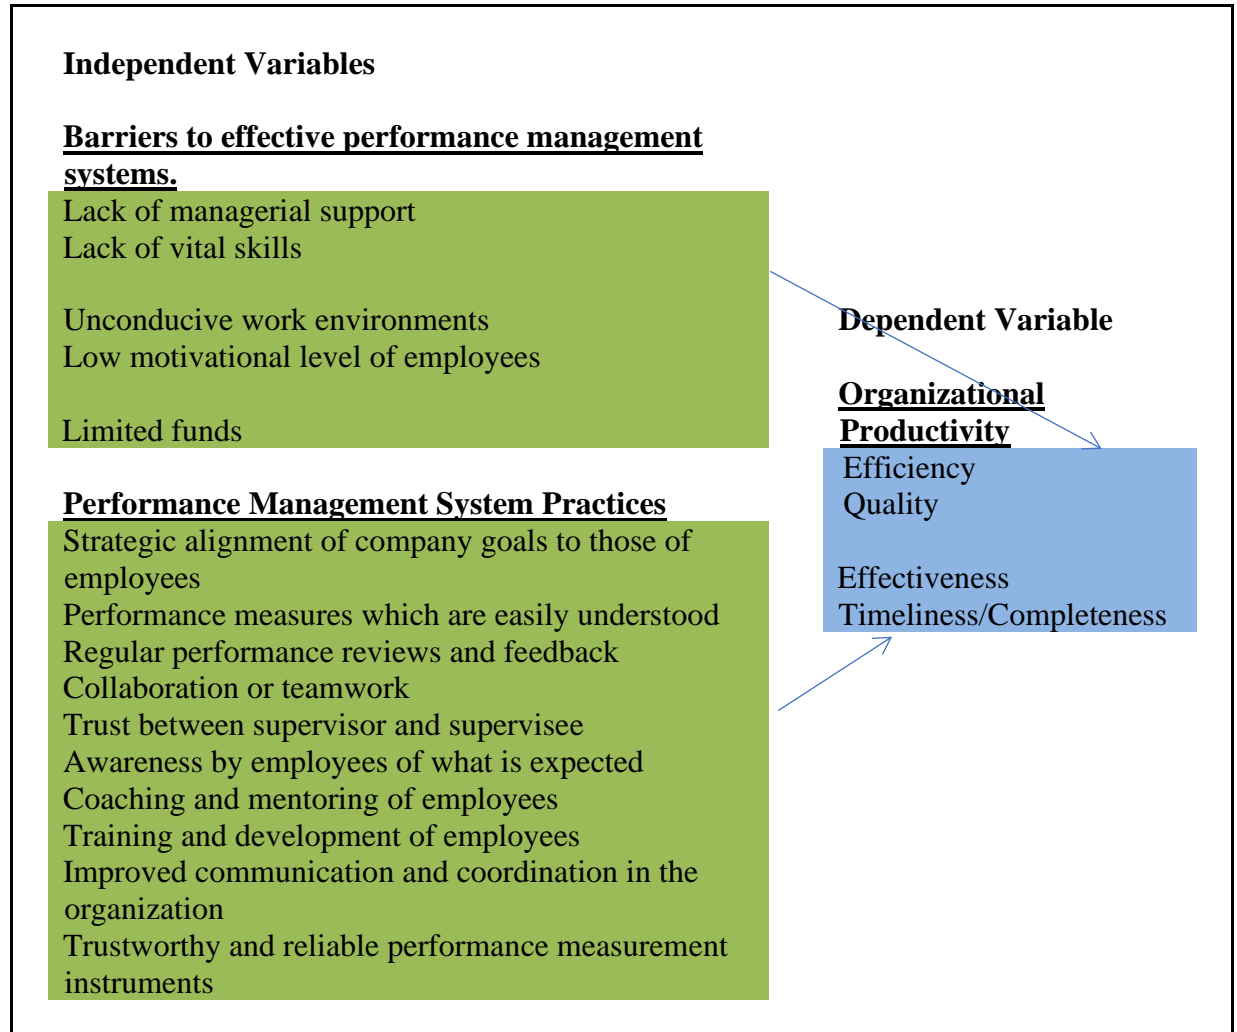 Independent Variables
Barriers to effective performance management
systems.
Lack of managerial support
Lack of vital skills
Unconducive work environments
Low motivational level of employees
Limited funds
Performance Management System Practices
Strategic alignment of company goals to those of
employees
Performance measures which are easily understood
Regular performance reviews and feedback
Collaboration or teamwork
Trust between supervisor and supervisee
Awareness by employees of what is expected
Coaching and mentoring of employees
Training and development of employees
Improved communication and coordination in the
organization
Trustworthy and reliable performance measurement
instruments
Dependent Variable
Organizational
Productivity
Efficiency
Quality
Effectiveness
Timeliness/Completeness